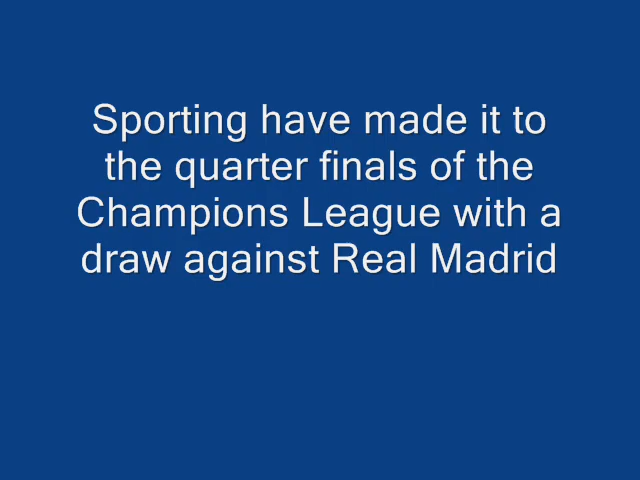 Sporting have made it to
the quarter finals of the
Champions League with a
draw against Real Madrid